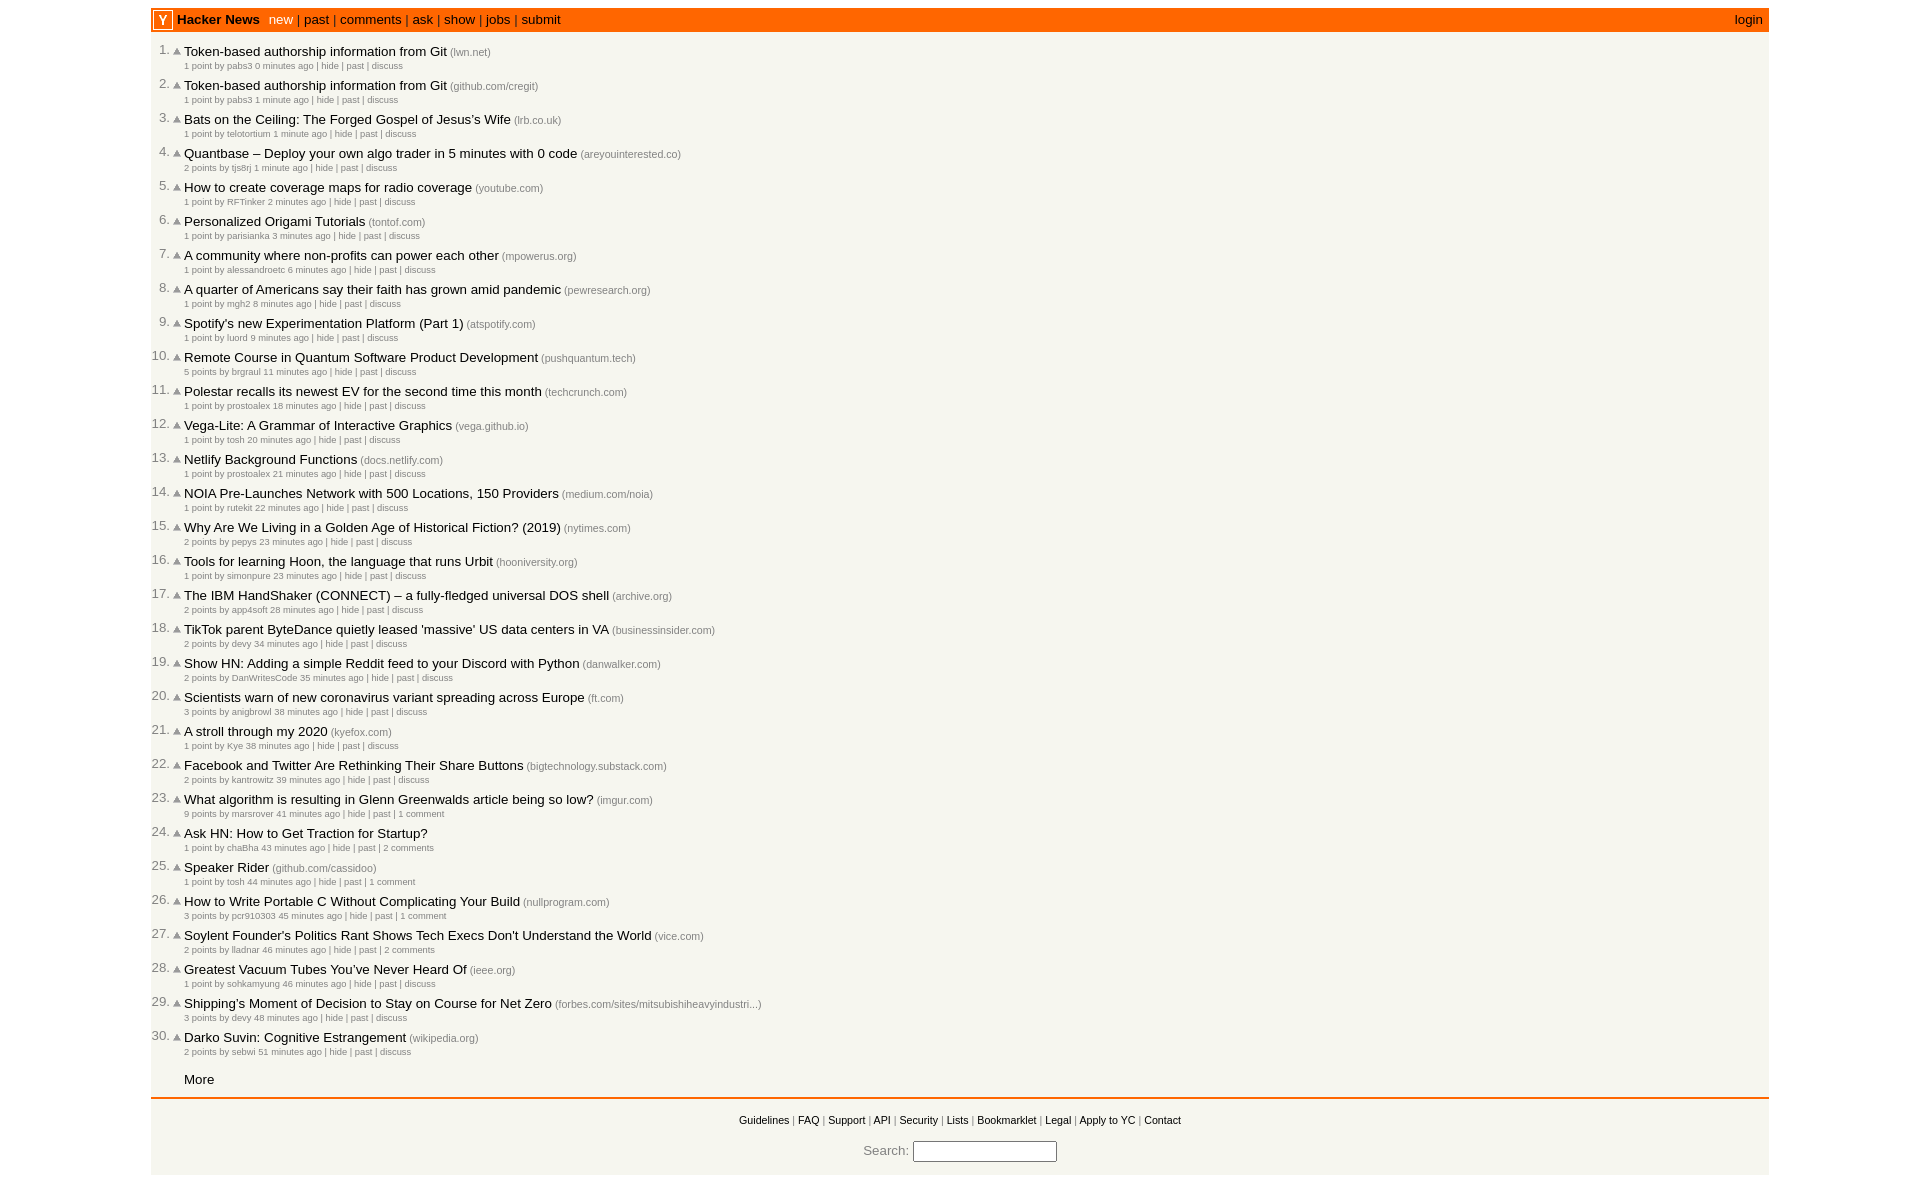 Y Hacker News new | past | comments | ask | show | jobs | submit login
1. Token-based authorship information from Git (lwn.net)
1 point by pabs3 0 minutes ago | hide | past | discuss
2. Token-based authorship information from Git (github.com/cregit)
1 point by pabs3 1 minute ago | hide | past | discuss
3. Bats on the Ceiling: The Forged Gospel of Jesus’s Wife (lrb.co.uk)
1 point by telotortium 1 minute ago | hide | past | discuss
4. Quantbase – Deploy your own algo trader in 5 minutes with 0 code (areyouinterested.co)
2 points by tjs8rj 1 minute ago | hide | past | discuss
5. How to create coverage maps for radio coverage (youtube.com)
1 point by RFTinker 2 minutes ago | hide | past | discuss
6. Personalized Origami Tutorials (tontof.com)
1 point by parisianka 3 minutes ago | hide | past | discuss
7. A community where non-profits can power each other (mpowerus.org)
1 point by alessandroetc 6 minutes ago | hide | past | discuss
8. A quarter of Americans say their faith has grown amid pandemic (pewresearch.org)
1 point by mgh2 8 minutes ago | hide | past | discuss
9. Spotify's new Experimentation Platform (Part 1) (atspotify.com)
1 point by luord 9 minutes ago | hide | past | discuss
10. Remote Course in Quantum Software Product Development (pushquantum.tech)
5 points by brgraul 11 minutes ago | hide | past | discuss
11. Polestar recalls its newest EV for the second time this month (techcrunch.com)
1 point by prostoalex 18 minutes ago | hide | past | discuss
12. Vega-Lite: A Grammar of Interactive Graphics (vega.github.io)
1 point by tosh 20 minutes ago | hide | past | discuss
13. Netlify Background Functions (docs.netlify.com)
1 point by prostoalex 21 minutes ago | hide | past | discuss
14. NOIA Pre-Launches Network with 500 Locations, 150 Providers (medium.com/noia)
1 point by rutekit 22 minutes ago | hide | past | discuss
15. Why Are We Living in a Golden Age of Historical Fiction? (2019) (nytimes.com)
2 points by pepys 23 minutes ago | hide | past | discuss
16. Tools for learning Hoon, the language that runs Urbit (hooniversity.org)
1 point by simonpure 23 minutes ago | hide | past | discuss
17. The IBM HandShaker (CONNECT) – a fully-fledged universal DOS shell (archive.org)
2 points by app4soft 28 minutes ago | hide | past | discuss
18. TikTok parent ByteDance quietly leased 'massive' US data centers in VA (businessinsider.com)
2 points by devy 34 minutes ago | hide | past | discuss
19. Show HN: Adding a simple Reddit feed to your Discord with Python (danwalker.com)
2 points by DanWritesCode 35 minutes ago | hide | past | discuss
20. Scientists warn of new coronavirus variant spreading across Europe (ft.com)
3 points by anigbrowl 38 minutes ago | hide | past | discuss
21. A stroll through my 2020 (kyefox.com)
1 point by Kye 38 minutes ago | hide | past | discuss
22. Facebook and Twitter Are Rethinking Their Share Buttons (bigtechnology.substack.com)
2 points by kantrowitz 39 minutes ago | hide | past | discuss
23. What algorithm is resulting in Glenn Greenwalds article being so low? (imgur.com)
9 points by marsrover 41 minutes ago | hide | past | 1 comment
24. Ask HN: How to Get Traction for Startup?
1 point by chaBha 43 minutes ago | hide | past | 2 comments
25. Speaker Rider (github.com/cassidoo)
1 point by tosh 44 minutes ago | hide | past | 1 comment
26. How to Write Portable C Without Complicating Your Build (nullprogram.com)
3 points by pcr910303 45 minutes ago | hide | past | 1 comment
27. Soylent Founder's Politics Rant Shows Tech Execs Don't Understand the World (vice.com)
2 points by lladnar 46 minutes ago | hide | past | 2 comments
28. Greatest Vacuum Tubes You’ve Never Heard Of (ieee.org)
1 point by sohkamyung 46 minutes ago | hide | past | discuss
29. Shipping’s Moment of Decision to Stay on Course for Net Zero (forbes.com/sites/mitsubishiheavyindustri...)
3 points by devy 48 minutes ago | hide | past | discuss
30. Darko Suvin: Cognitive Estrangement (wikipedia.org)
2 points by sebwi 51 minutes ago | hide | past | discuss
More
Guidelines | FAQ | Support | API | Security | Lists | Bookmarklet | Legal | Apply to YC | Contact
Search: